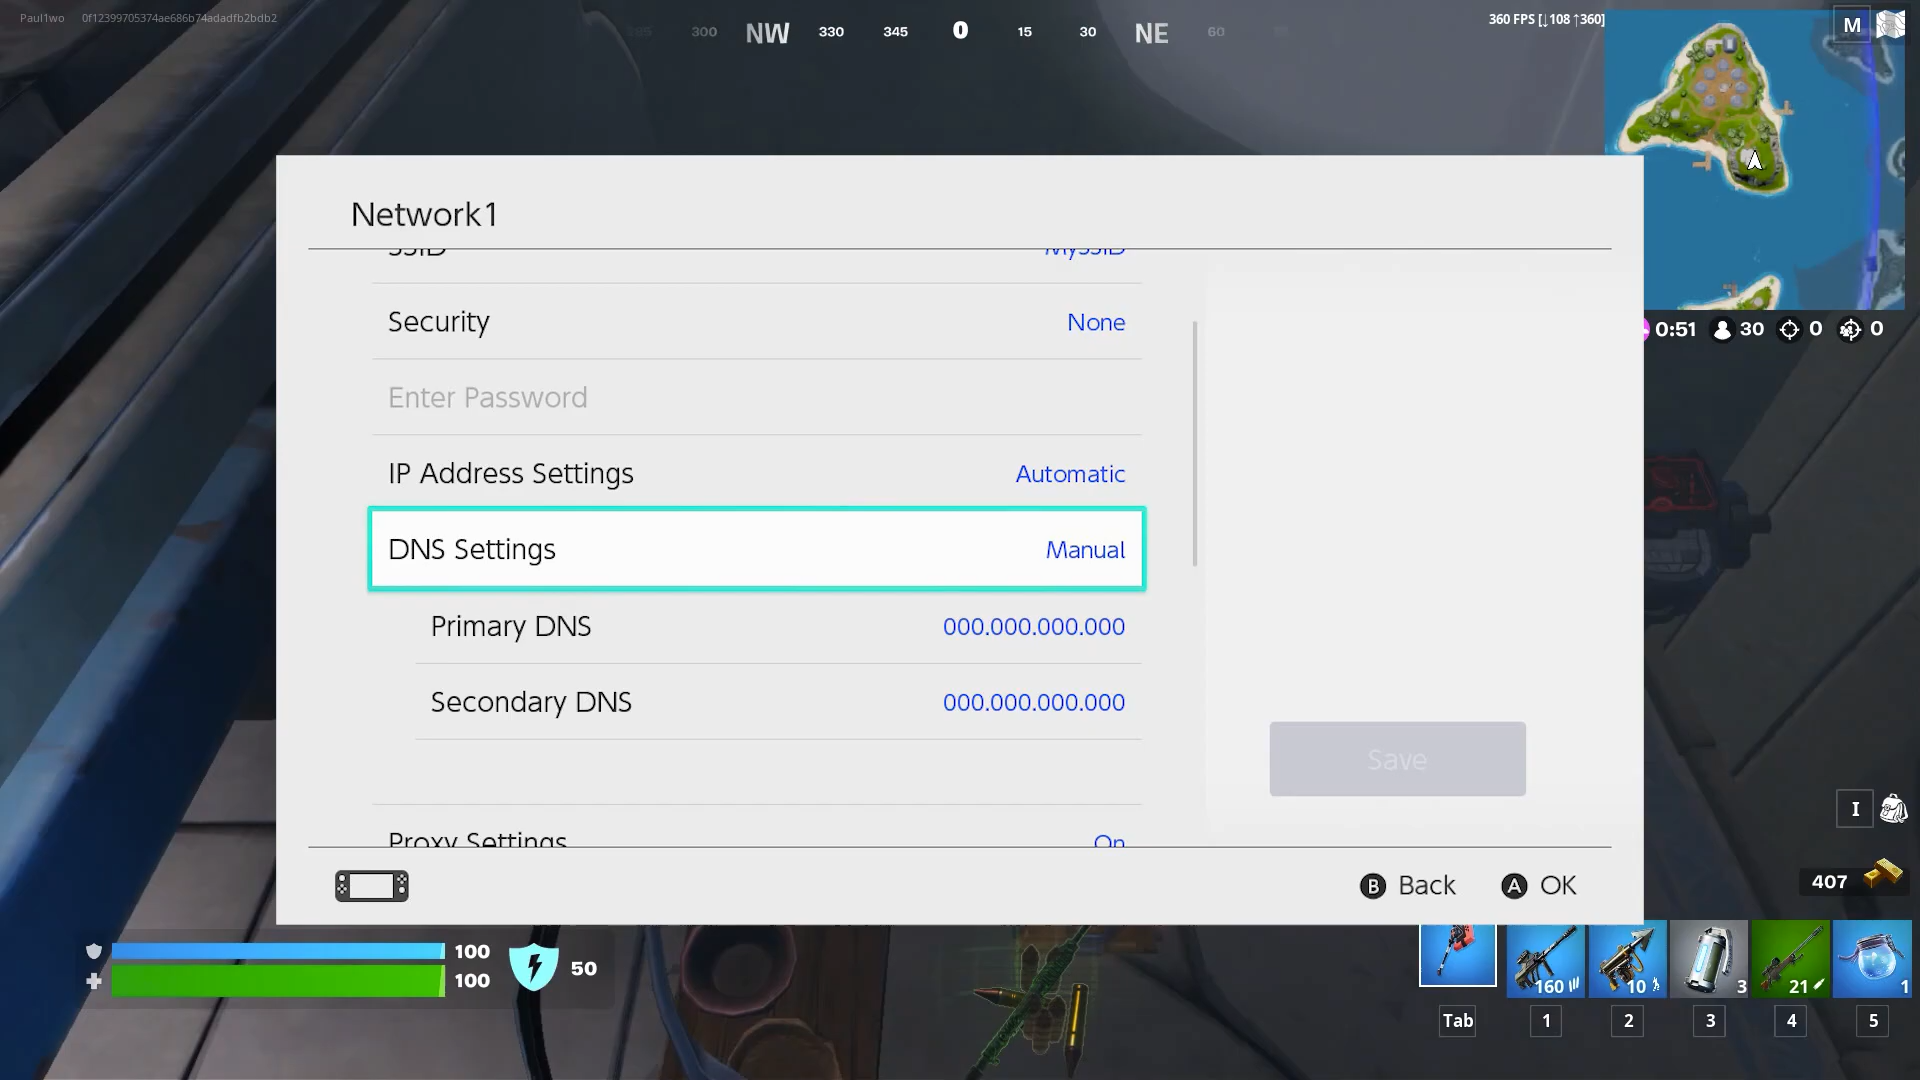 Paul1wo 0f12399705374ae686b74adadfb2bdb2
300 NW 330 345 0 15 30 NE 60
360 FPS [↓108 ↑360]
M
Network1
SSID MySSID
Security None
Enter Password
IP Address Settings Automatic
DNS Settings Manual
Primary DNS 000.000.000.000
Secondary DNS 000.000.000.000
Proxy Settings On
Save
B Back A OK
0:51 30 0 0
I
407
100
100
50
160 10 3 21 1
Tab 1 2 3 4 5